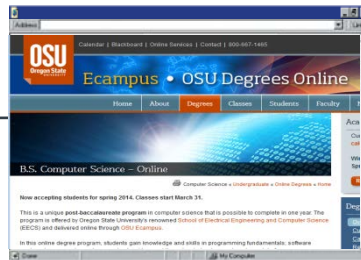 Address
Calendar | Blackboard | Online Services | Contact | 800-667-1465
OSU
Oregon State
UNIVERSITY
Ecampus • OSU Degrees Online
Home About Degrees Classes Students Faculty
B.S. Computer Science – Online
Computer Science « Undergraduate « Online Degrees « Home
Now accepting students for spring 2014. Classes start March 31.
This is a unique post-baccalaureate program in computer science that is possible to complete in one year. The
program is offered by Oregon State University's renowned School of Electrical Engineering and Computer Science
(EECS) and delivered online through OSU Ecampus.
In this online degree program, students gain knowledge and skills in programming fundamentals, software
Done
My Computer